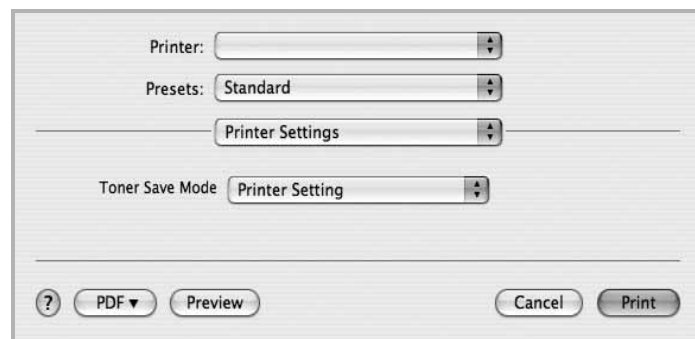 Printer:
Presets: Standard
Printer Settings
Toner Save Mode Printer Setting
? PDF▼ Preview Cancel Print